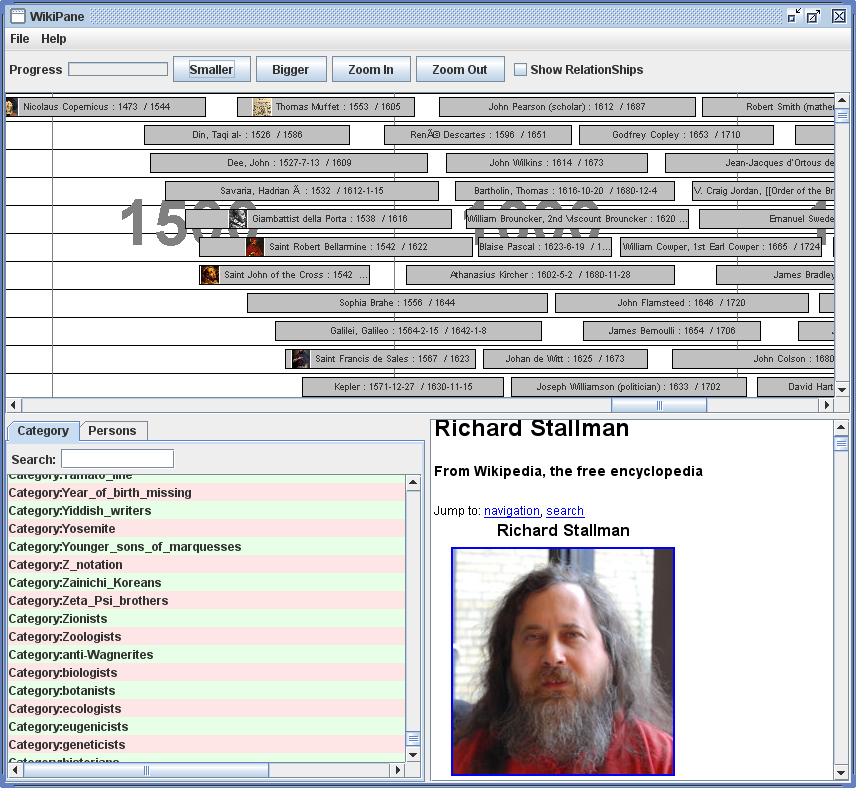 WikiPane
File Help
Progress Smaller Bigger Zoom In Zoom Out Show RelationShips
Nicolaus Copernicus : 1473 / 1544 Thomas Muffet : 1553 / 1605 John Pearson (scholar) : 1612 / 1687 Robert Smith (mathe
Din, Taqi al- : 1526 / 1586 RenÃ© Descartes : 1596 / 1651 Godfrey Copley : 1653 / 1710
Dee, John : 1527-7-13 / 1609 John Wilkins : 1614 / 1673 Jean-Jacques d'Ortous de
Savaria, Hadrian Ã : 1532 / 1612-1-15 Bartholin, Thomas : 1616-10-20 / 1680-12-4 V. Craig Jordan, [[Order of the Br
1500 1600
Giambattist della Porta : 1538 / 1616 William Brouncker, 2nd Viscount Brouncker : 1620 ... Emanuel Swede
Saint Robert Bellarmine : 1542 / 1622 Blaise Pascal : 1623-6-19 / 1... William Cowper, 1st Earl Cowper : 1665 / 1724
Saint John of the Cross : 1542 ... Athanasius Kircher : 1602-5-2 / 1680-11-28 James Bradley
Sophia Brahe : 1556 / 1644 John Flamsteed : 1646 / 1720
Galilei, Galileo : 1564-2-15 / 1642-1-8 James Bernoulli : 1654 / 1706 J
Saint Francis de Sales : 1567 / 1623 Johan de Witt : 1625 / 1673 John Colson : 1680
Kepler : 1571-12-27 / 1630-11-15 Joseph Williamson (politician) : 1633 / 1702 David Hart
Category Persons
Search:
Category:Yamato_line
Category:Year_of_birth_missing
Category:Yiddish_writers
Category:Yosemite
Category:Younger_sons_of_marquesses
Category:Z_notation
Category:Zainichi_Koreans
Category:Zeta_Psi_brothers
Category:Zionists
Category:Zoologists
Category:anti-Wagnerites
Category:biologists
Category:botanists
Category:ecologists
Category:eugenicists
Category:geneticists
Category:historians
Richard Stallman
From Wikipedia, the free encyclopedia
Jump to: navigation, search
Richard Stallman